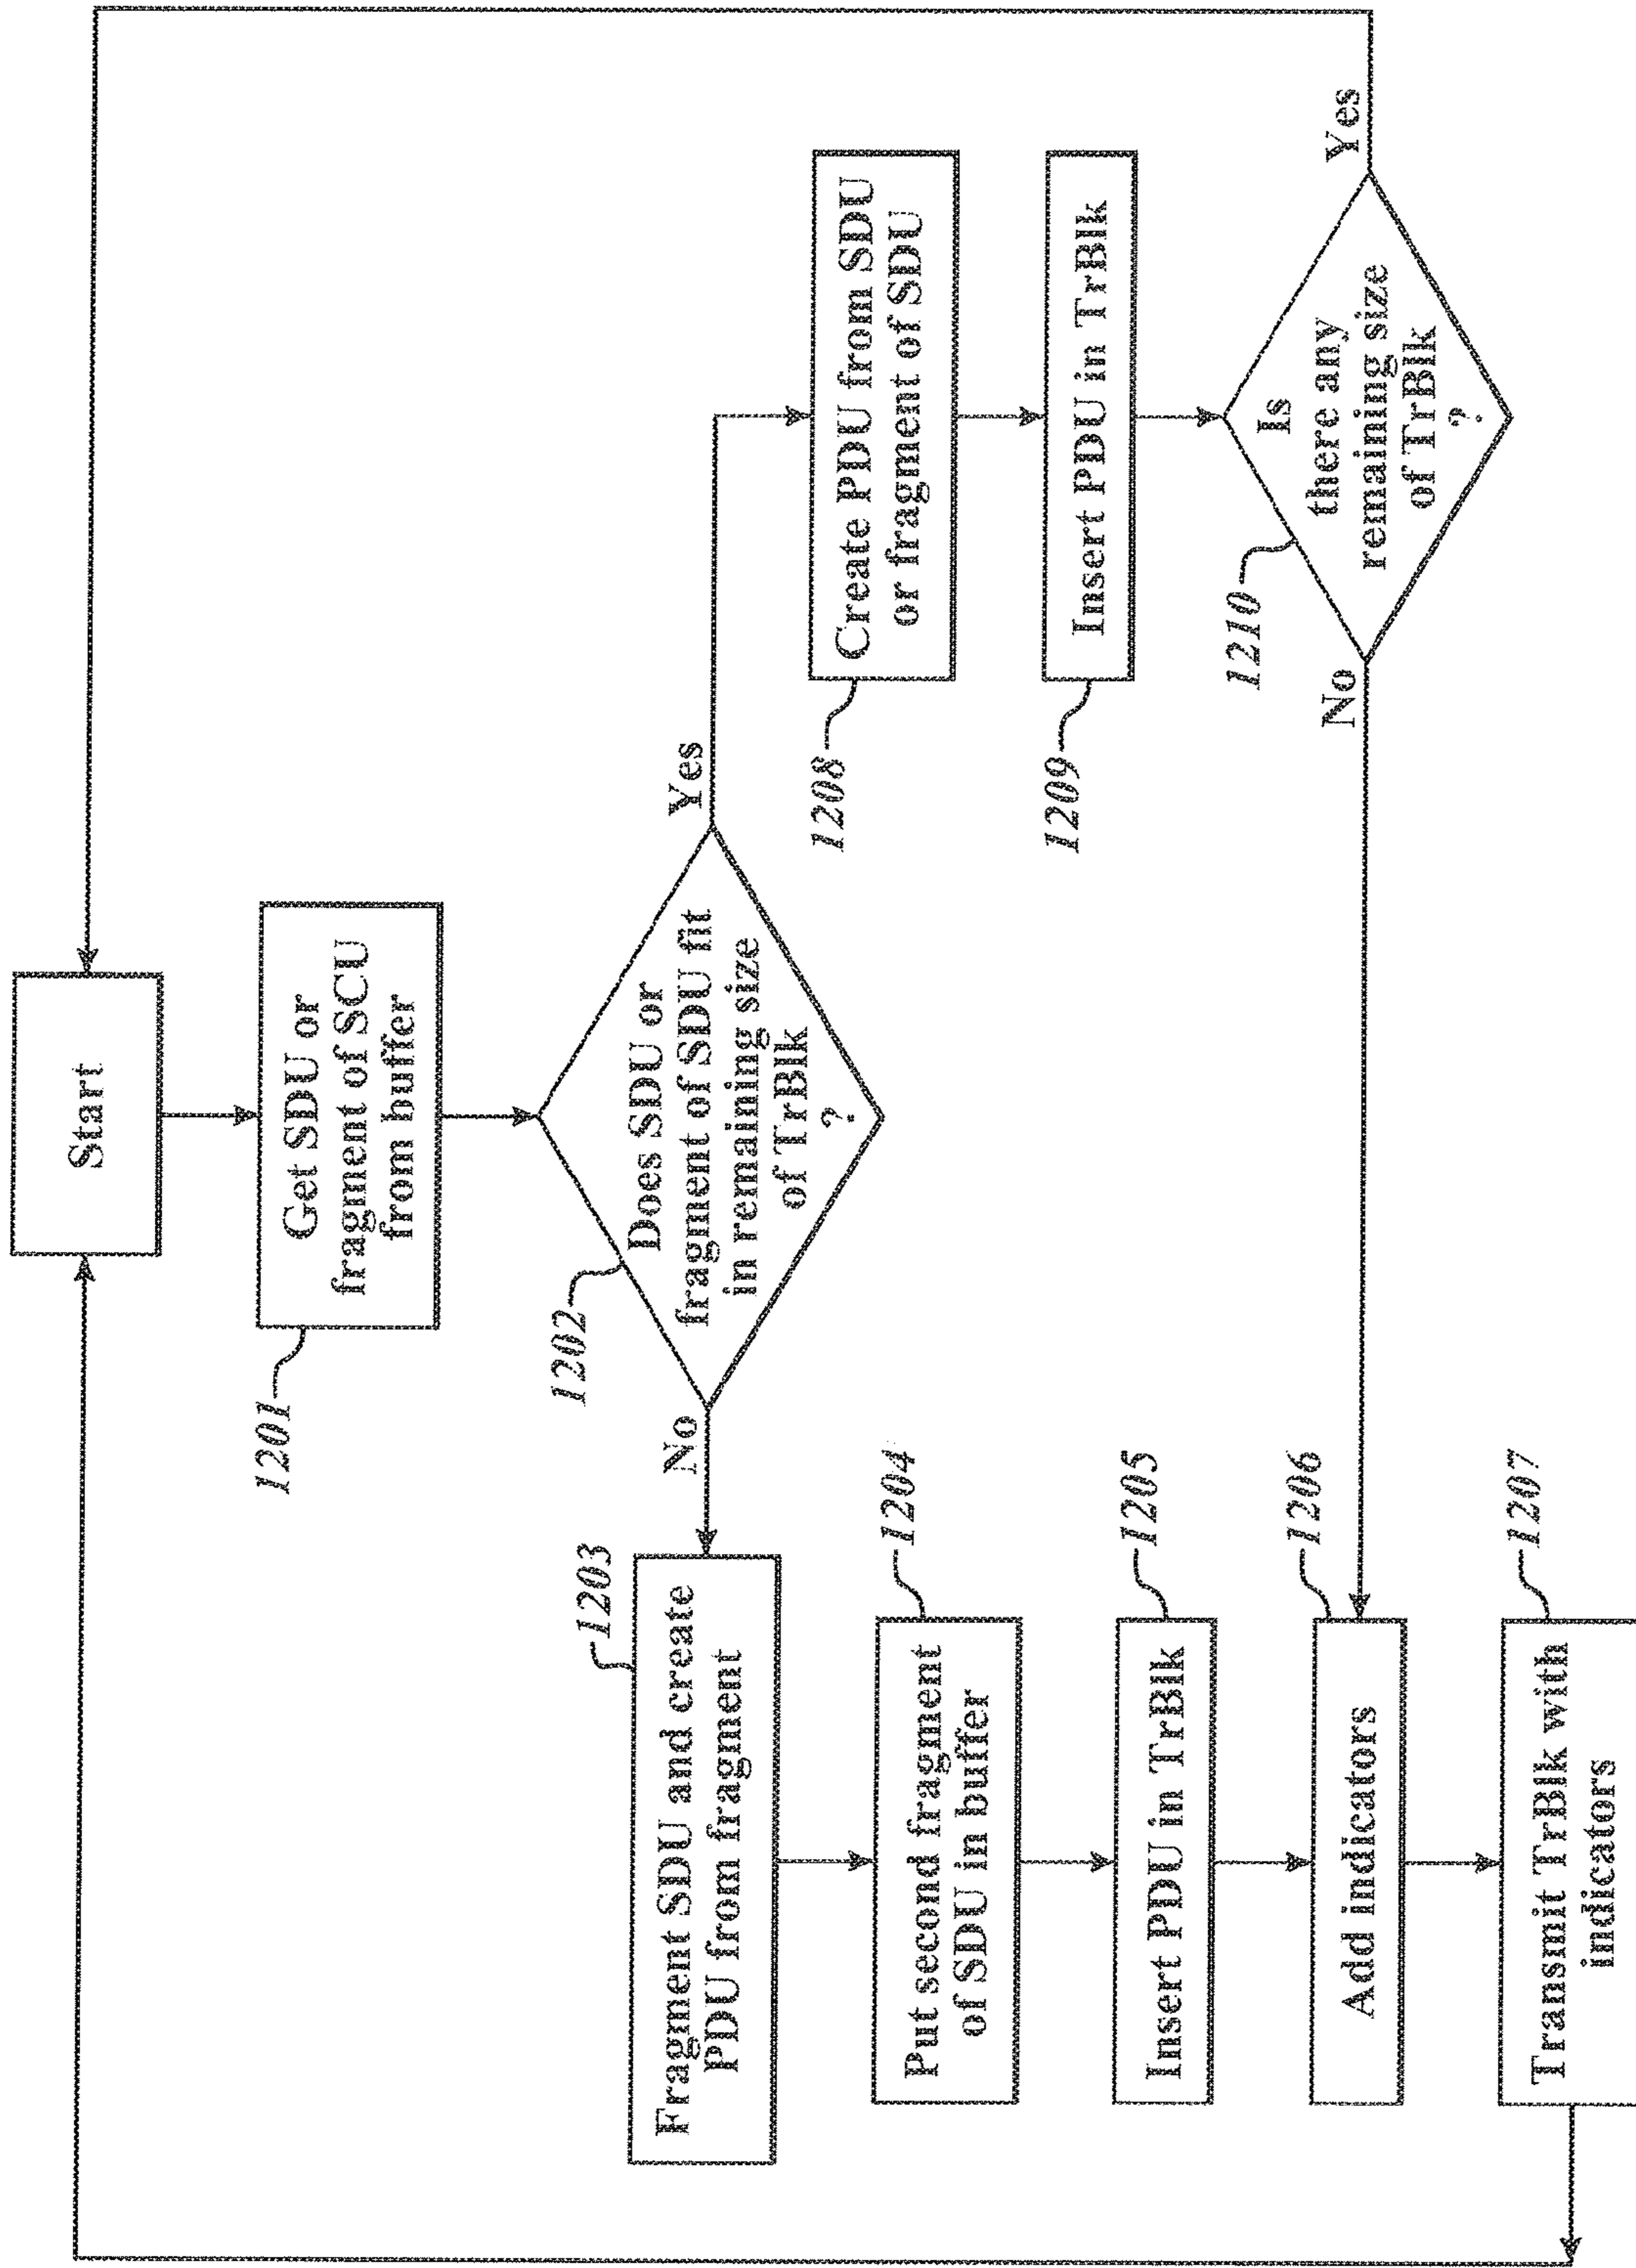 Start
Get SDU or
fragment of SCU
from buffer
1201
Does SDU or
fragment of SDU fit
in remaining size
of TrBlk
?
1202
No
Yes
Fragment SDU and create
PDU from fragment
1203
Put second fragment
of SDU in buffer
1204
Insert PDU in TrBlk
1205
Add indicators
1206
Transmit TrBlk with
indicators
1207
Create PDU from SDU
or fragment of SDU
1208
Insert PDU in TrBlk
1209
Is
there any
remaining size
of TrBlk
?
1210
No
Yes